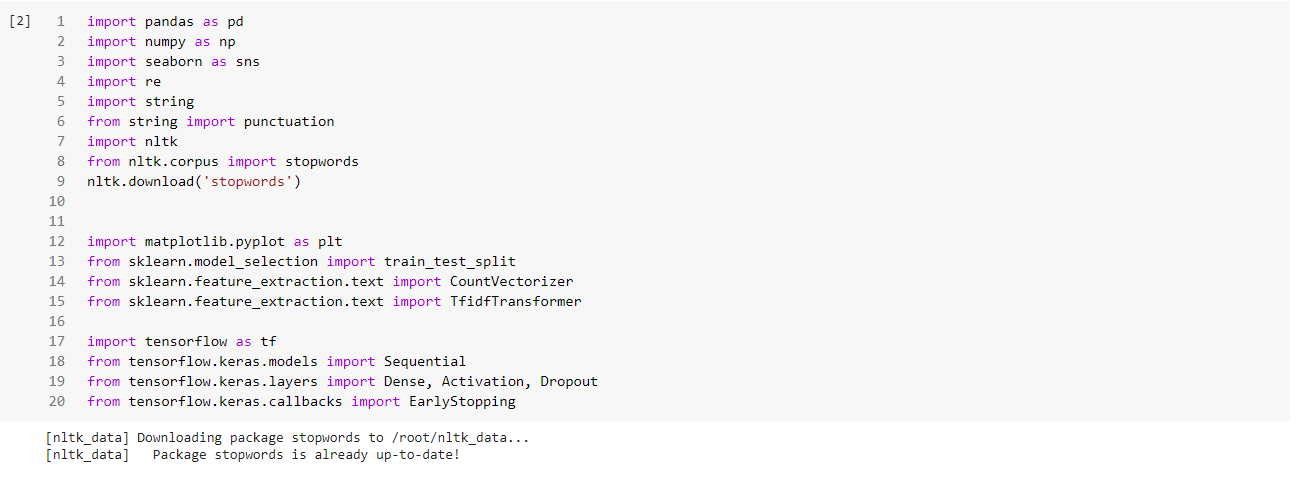 [2] 1 import pandas as pd
2 import numpy as np
3 import seaborn as sns
4 import re
5 import string
6 from string import punctuation
7 import nltk
8 from nltk.corpus import stopwords
9 nltk.download('stopwords')
10
11
12 import matplotlib.pyplot as plt
13 from sklearn.model_selection import train_test_split
14 from sklearn.feature_extraction.text import CountVectorizer
15 from sklearn.feature_extraction.text import TfidfTransformer
16
17 import tensorflow as tf
18 from tensorflow.keras.models import Sequential
19 from tensorflow.keras.layers import Dense, Activation, Dropout
20 from tensorflow.keras.callbacks import EarlyStopping
[nltk_data] Downloading package stopwords to /root/nltk_data...
[nltk_data]   Package stopwords is already up-to-date!